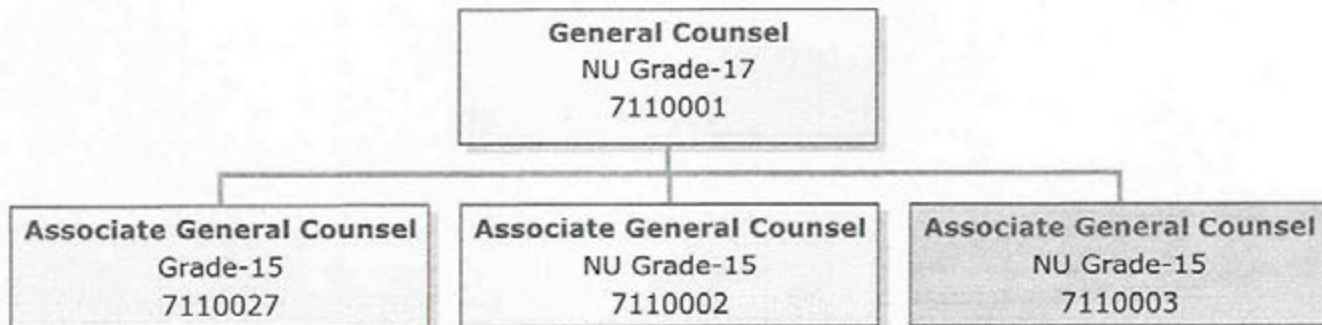 General Counsel
NU Grade-17
7110001
Associate General Counsel
Grade-15
7110027
Associate General Counsel
NU Grade-15
7110002
Associate General Counsel
NU Grade-15
7110003